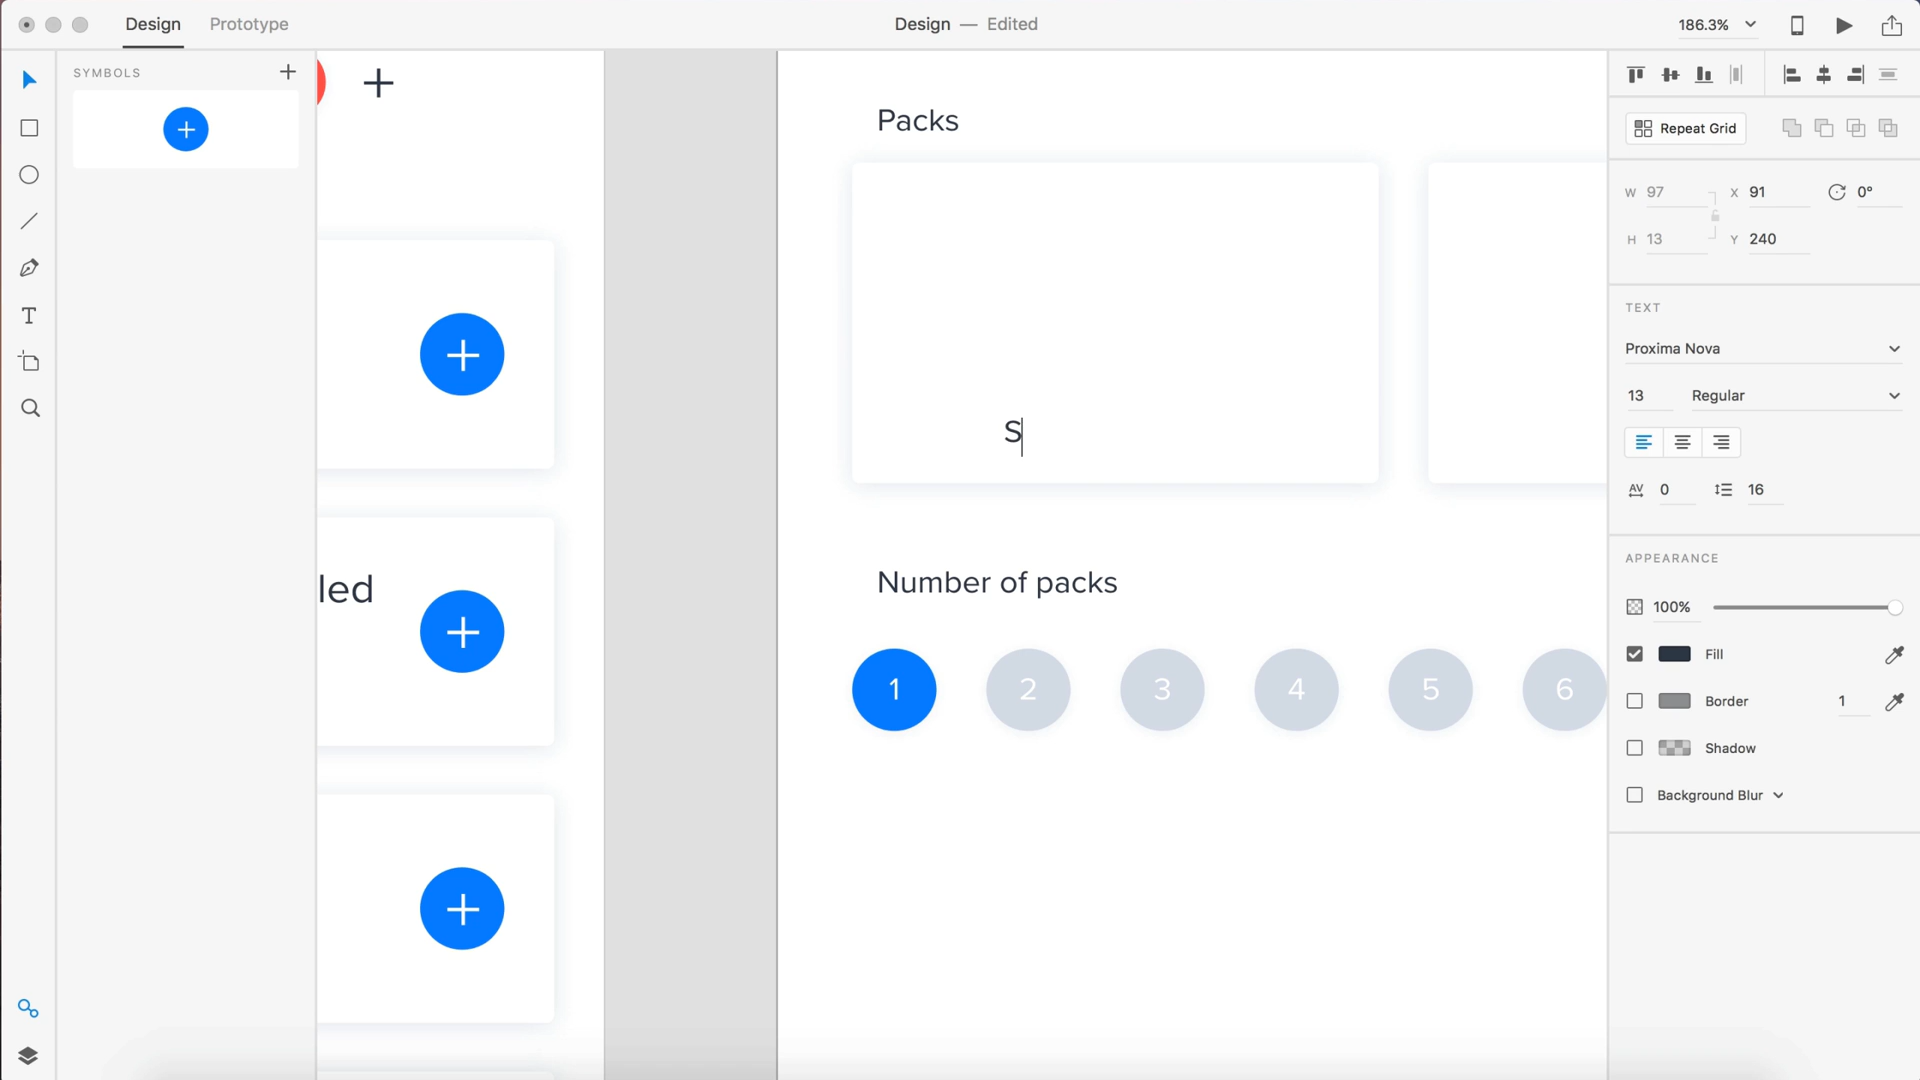 Design
Prototype
Design — Edited
186.3%
SYMBOLS
Packs
S
led
Number of packs
1
2
3
4
5
6
Repeat Grid
W 97
X 91
0°
H 13
Y 240
TEXT
Proxima Nova
13
Regular
AV 0
16
APPEARANCE
100%
Fill
Border
1
Shadow
Background Blur